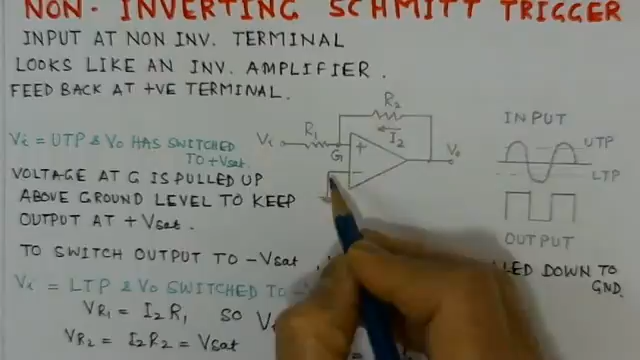 NON-INVERTING SCHMITT TRIGGER
INPUT AT NON INV. TERMINAL
LOOKS LIKE AN INV. AMPLIFIER.
FEED BACK AT +VE TERMINAL.
Vi = UTP & Vo HAS SWITCHED
TO +Vsat.
VOLTAGE AT G IS PULLED UP
ABOVE GROUND LEVEL TO KEEP
OUTPUT AT + Vsat.
TO SWITCH OUTPUT TO -Vsat
DOWN TO
GND.
Vi = LTP & Vo SWITCHED TO
VR1 = I2 R1 SO
VR2 = I2 R2 = Vsat
R2
R1
I2
Vi
G
+
−
Vo
INPUT
UTP
LTP
OUTPUT